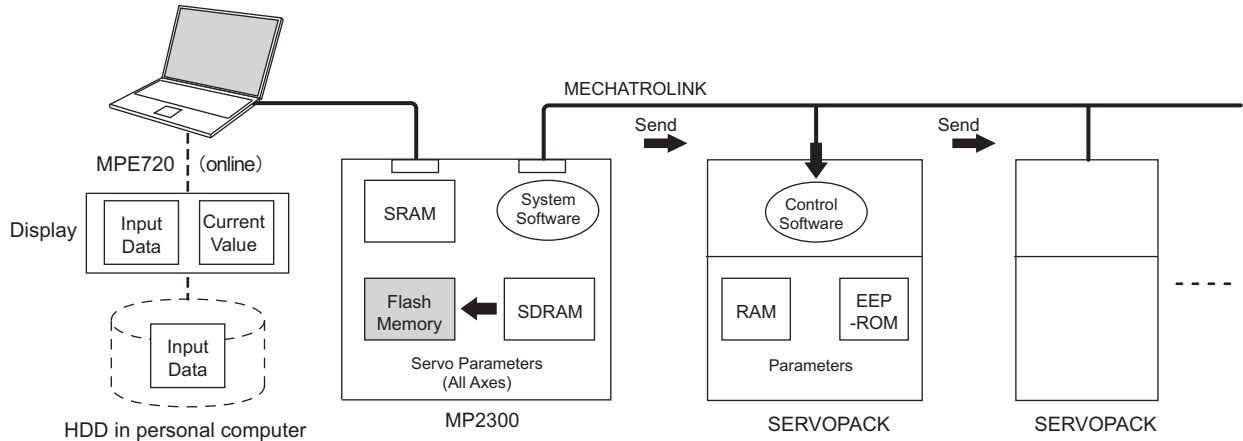 MECHATROLINK
Send
Send
MPE720 (online)
Display
Input
Data
Current
Value
SRAM
System
Software
Flash
Memory
SDRAM
Servo Parameters
(All Axes)
MP2300
Control
Software
RAM
EEP
-ROM
Parameters
SERVOPACK
SERVOPACK
Input
Data
HDD in personal computer